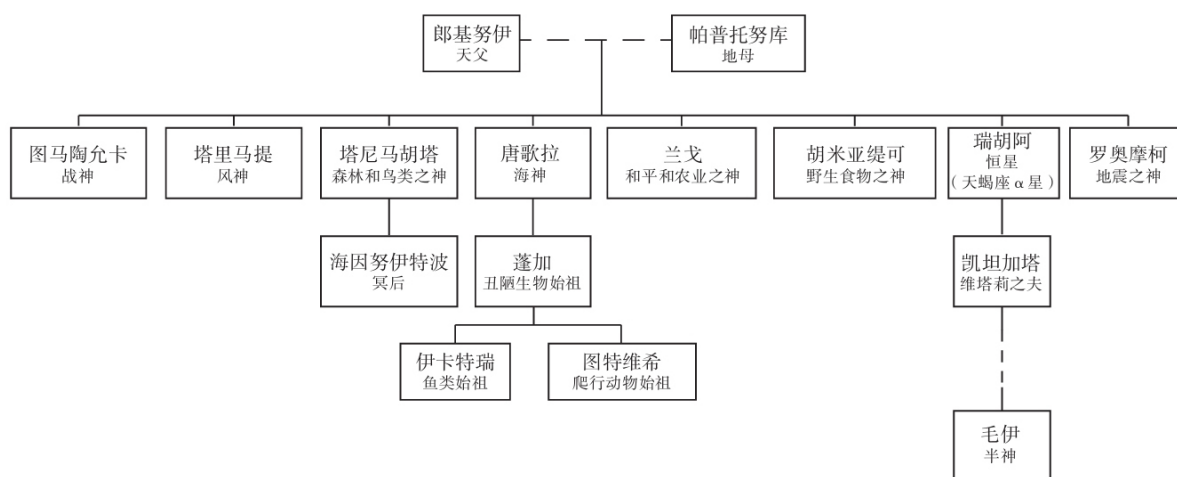 郎基努伊
天父
帕普托努库
地母
图马陶允卡
战神
塔里马提
风神
塔尼马胡塔
森林和鸟类之神
唐歌拉
海神
兰戈
和平和农业之神
胡米亚缇可
野生食物之神
瑞胡阿
恒星
（天蝎座α星）
罗奥摩柯
地震之神
海因努伊特波
冥后
蓬加
丑陋生物始祖
凯坦加塔
维塔莉之夫
伊卡特瑞
鱼类始祖
图特维希
爬行动物始祖
毛伊
半神